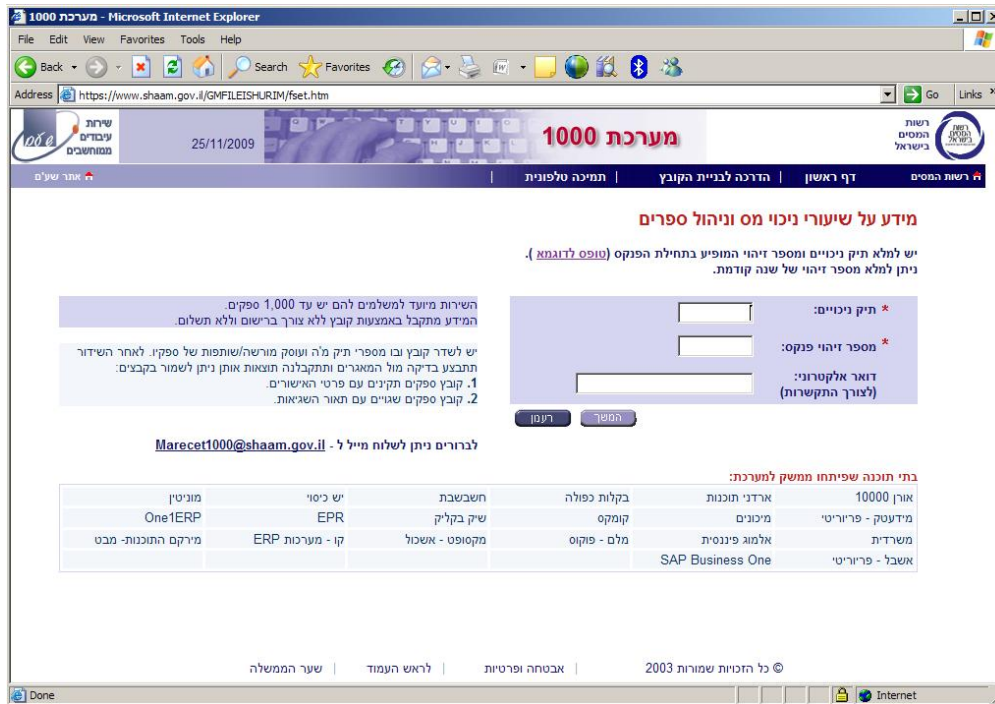 מערכת 1000 - Microsoft Internet Explorer
File Edit View Favorites Tools Help
Back Search Favorites
Address https://www.shaam.gov.il/GMFILEISHURIM/fset.htm Go Links
רשות המסים בישראל
מערכת 1000
25/11/2009
שירות עיבודים ממוחשבים
שעמ
רשות המסים דף ראשון | הדרכה לבניית הקובץ | תמיכה טלפונית | אתר שע"ם
מידע על שיעורי ניכוי מס וניהול ספרים
יש למלא תיק ניכויים ומספר זיהוי המופיע בתחילת הפנקס (טופס לדוגמא ).
ניתן למלא מספר זיהוי של שנה קודמת.
* תיק ניכויים:
* מספר זיהוי פנקס:
דואר אלקטרוני:
(לצורך התקשרות)
המשך רענן
השירות מיועד למשלמים להם יש עד 1,000 ספקים.
המידע מתקבל באמצעות קובץ ללא צורך ברישום וללא תשלום.
יש לשדר קובץ ובו מספרי תיק מ'ה ועוסק מורשה/שותפות של ספקיו. לאחר השידור
תתבצע בדיקה מול המאגרים ותתקבלנה תוצאות אותן ניתן לשמור בקבצים:
1. קובץ ספקים תקינים עם פרטי האישורים.
2. קובץ ספקים שגויים עם תאור השגיאות.
לברורים ניתן לשלוח מייל ל - Marecet1000@shaam.gov.il
בתי תוכנה שפיתחו ממשק למערכת:
אורן 10000 ארדני תוכנות בקלות כפולה חשבשבת יש כיסוי מוניטין
מידעטק - פריוריטי מיכונים קומקס שיק בקליק EPR One1ERP
משרדית אלמוג פיננסית מלם - פוקוס מקסופט - אשכול קו - מערכות ERP מירקם התוכנות- מבט
אשבל - פריוריטי SAP Business One
© כל הזכויות שמורות 2003 | אבטחה ופרטיות | לראש העמוד | שער הממשלה
Done Internet